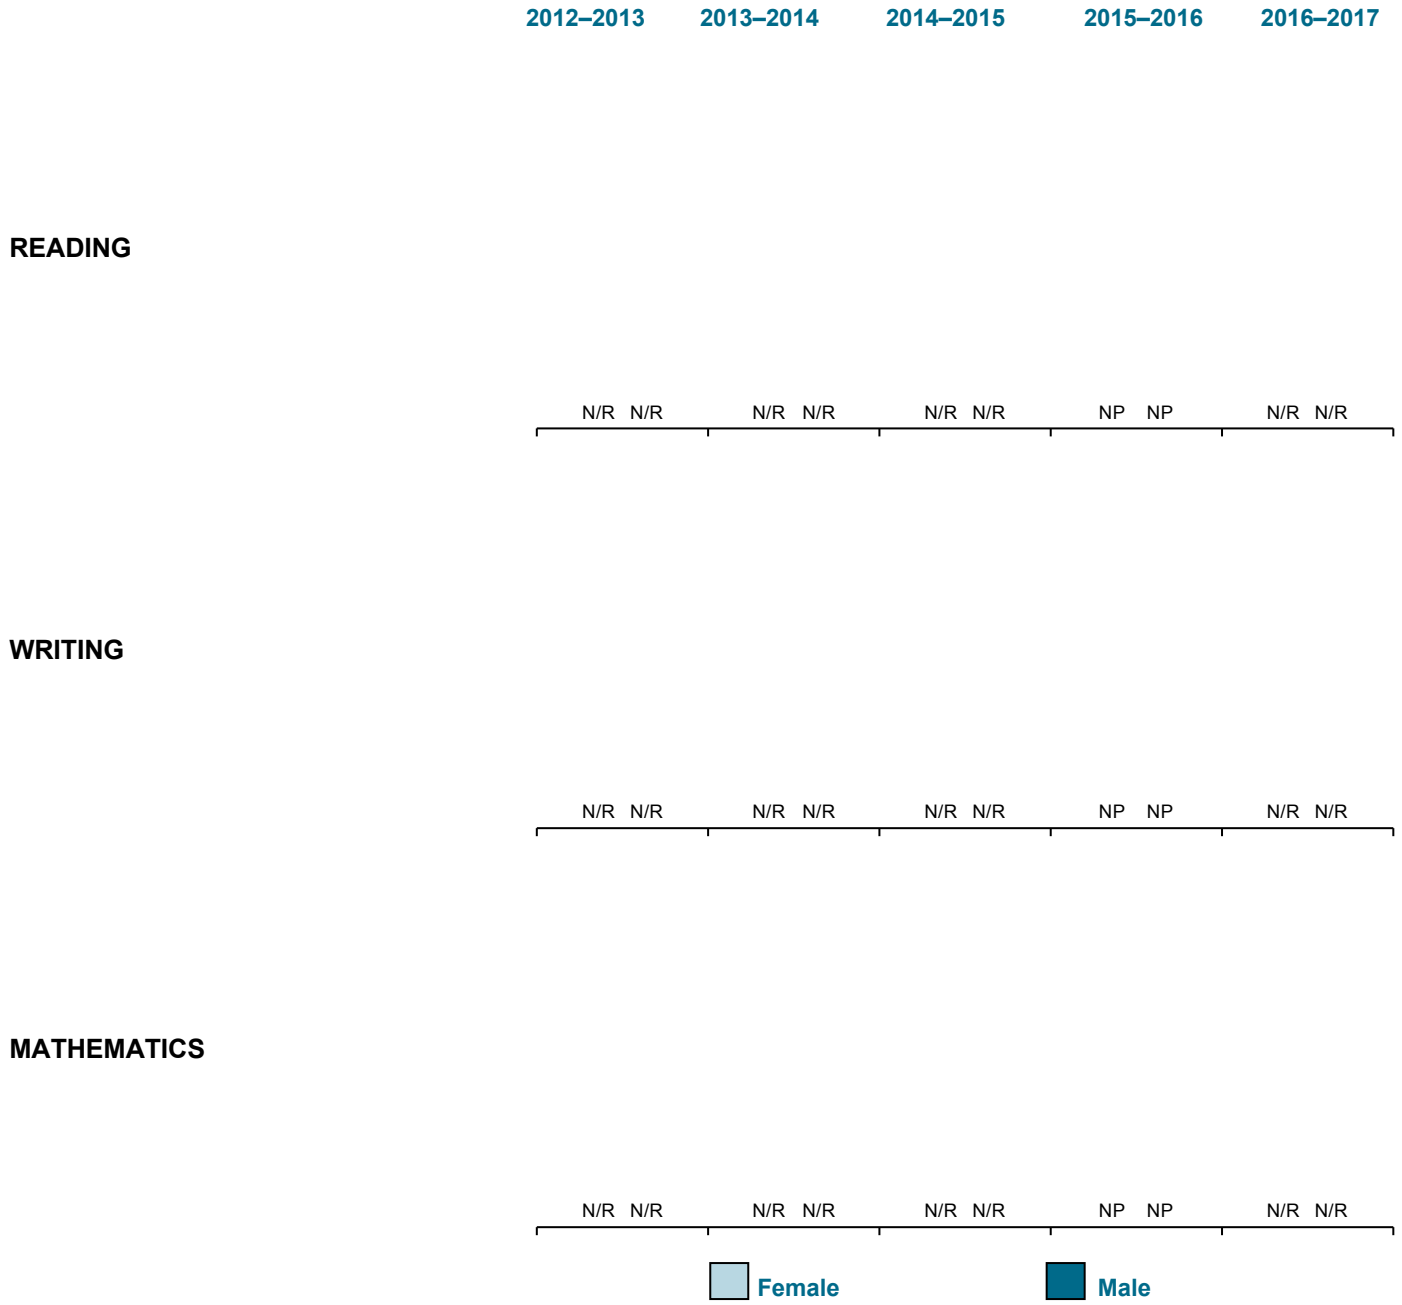 2012–2013 2013–2014 2014–2015 2015–2016 2016–2017
READING
N/R N/R N/R N/R N/R N/R NP NP N/R N/R
WRITING
N/R N/R N/R N/R N/R N/R NP NP N/R N/R
MATHEMATICS
N/R N/R N/R N/R N/R N/R NP NP N/R N/R
Female Male